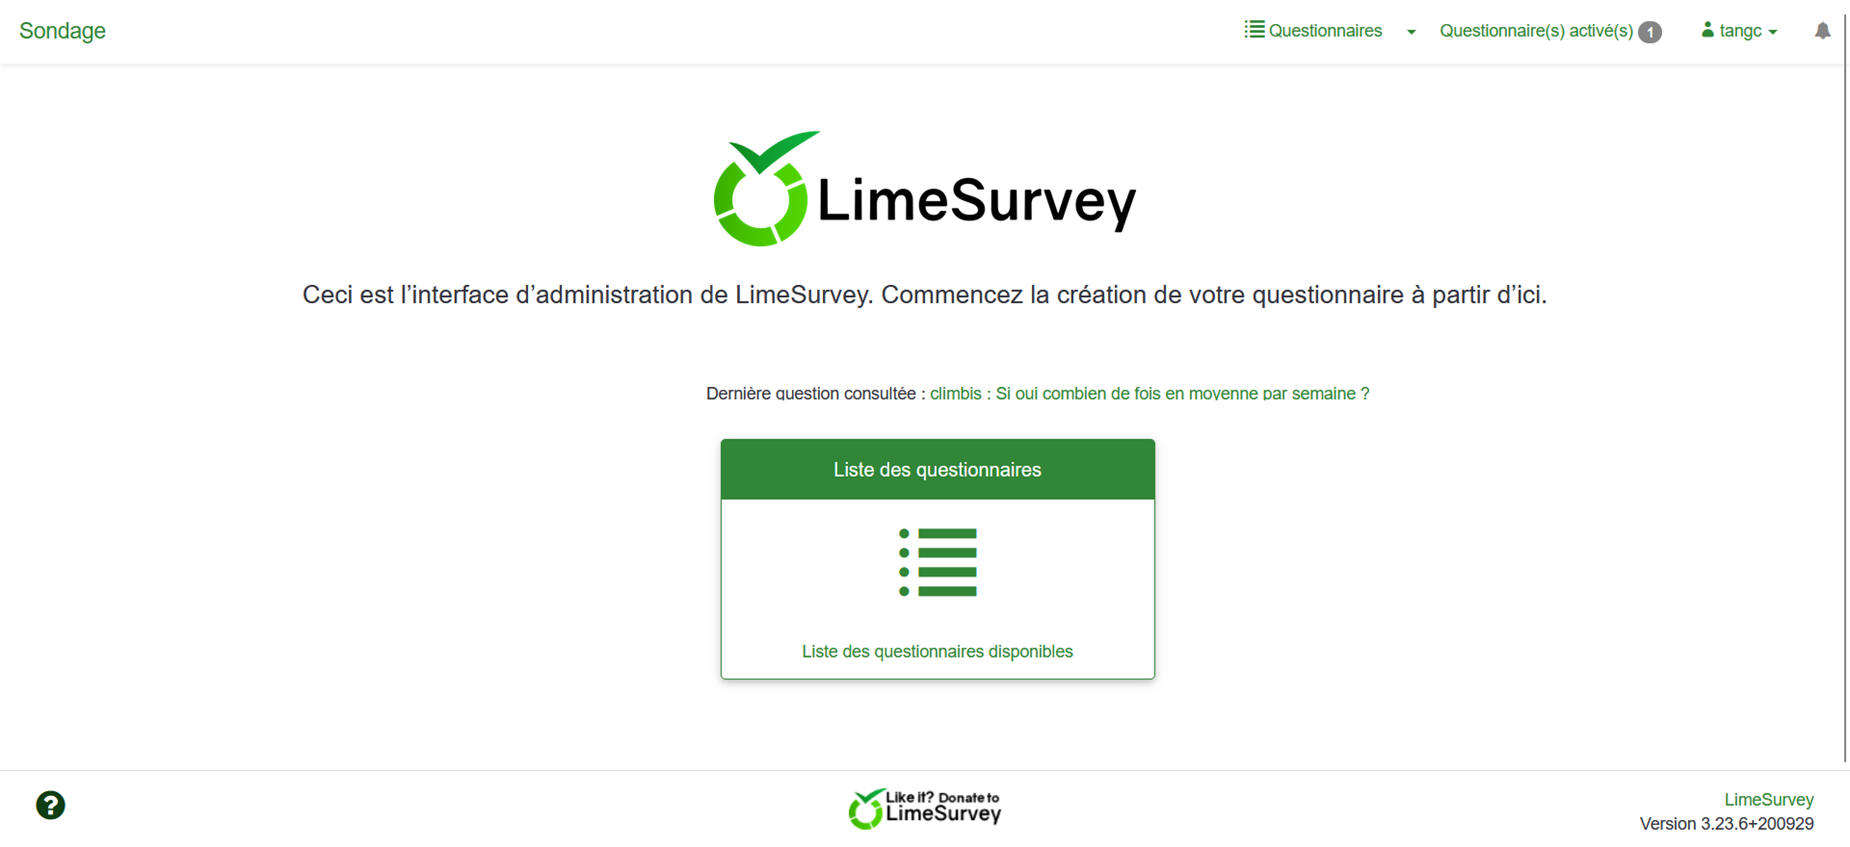 Sondage
Questionnaires
Questionnaire(s) activé(s) 1
tangc
LimeSurvey
Ceci est l’interface d’administration de LimeSurvey. Commencez la création de votre questionnaire à partir d’ici.
Dernière question consultée : climbis : Si oui combien de fois en moyenne par semaine ?
Liste des questionnaires
Liste des questionnaires disponibles
?
Like it? Donate to
LimeSurvey
LimeSurvey
Version 3.23.6+200929